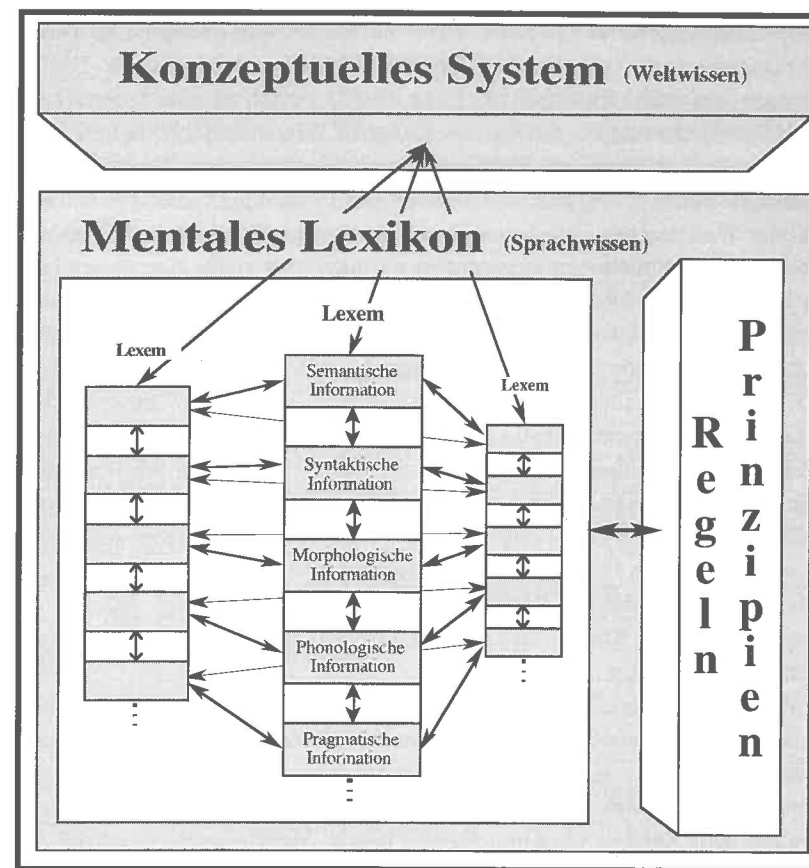 Konzeptuelles System (Weltwissen)
Mentales Lexikon (Sprachwissen)
Lexem
Lexem
Lexem
Semantische
Information
Syntaktische
Information
Morphologische
Information
Phonologische
Information
Pragmatische
Information
Regeln
Prinzipien